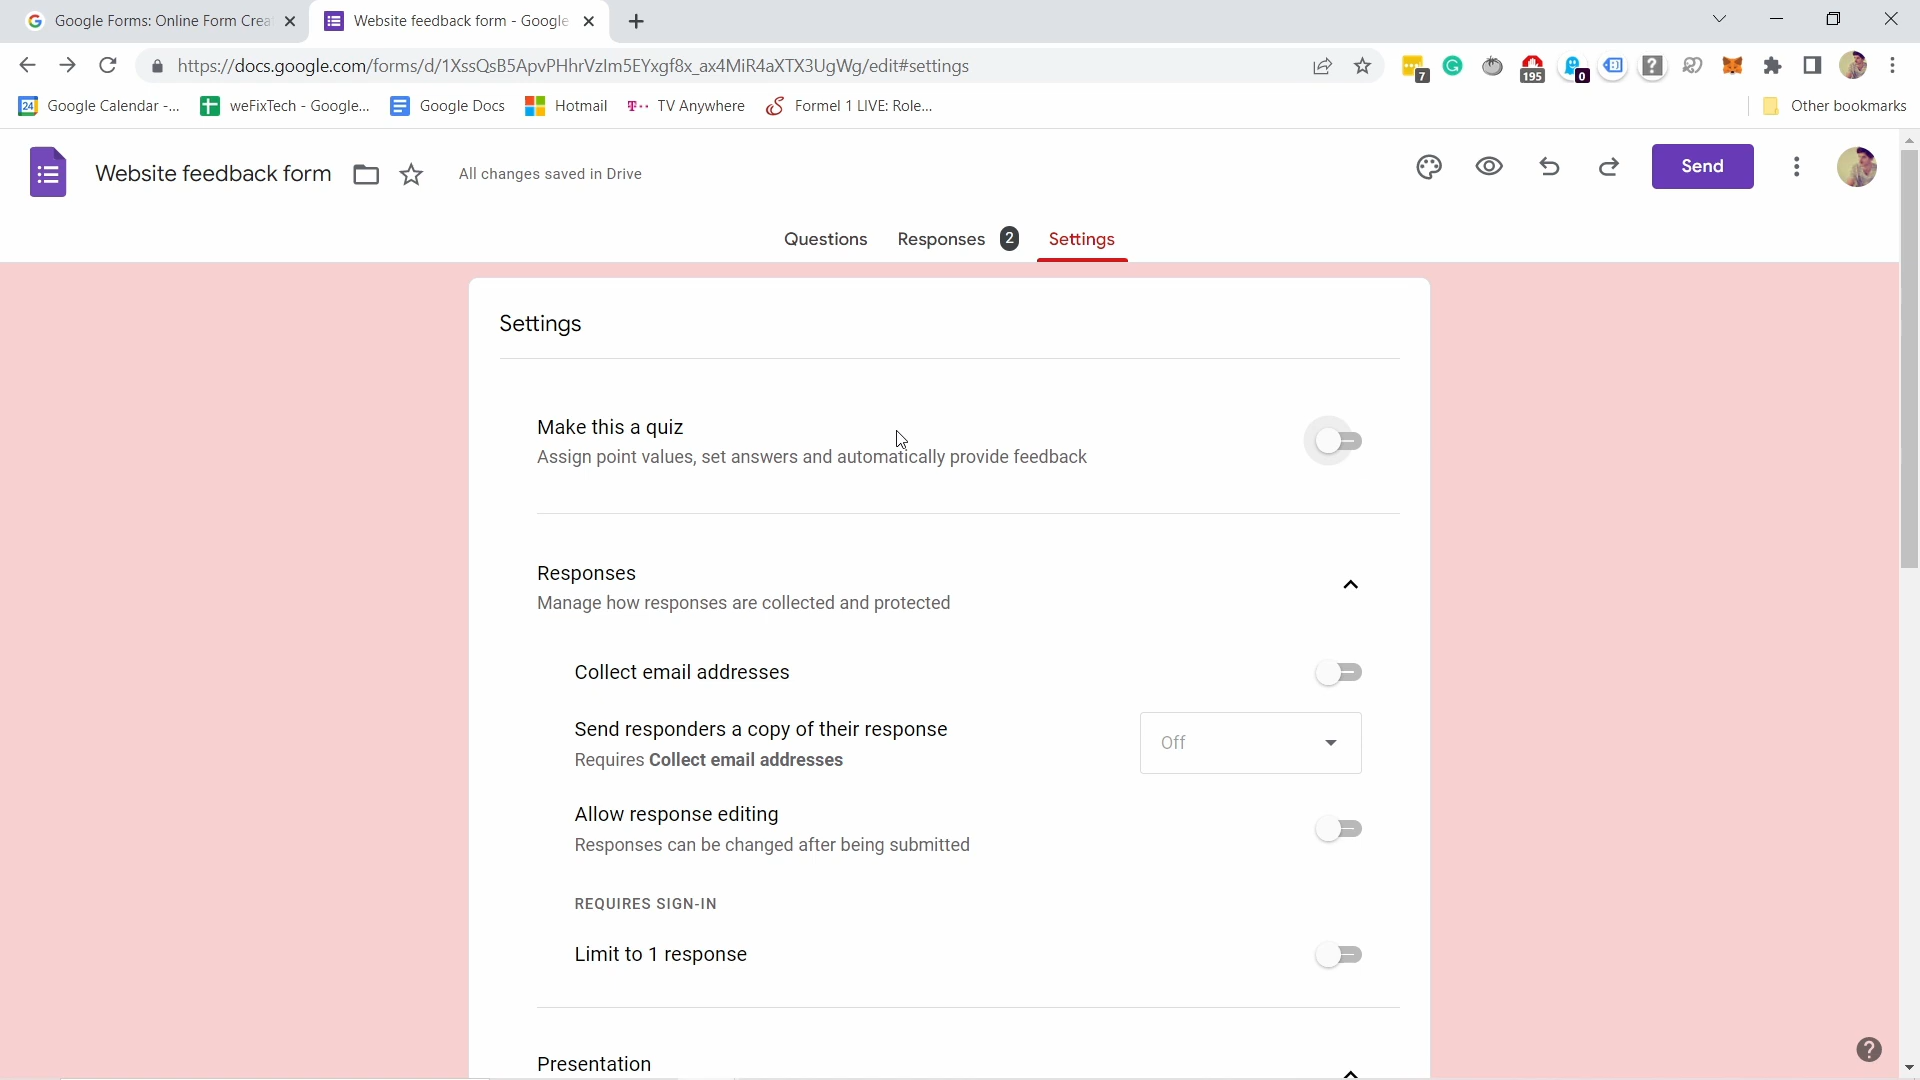 Google Forms: Online Form Crea
Website feedback form - Google
https://docs.google.com/forms/d/1XssQsB5ApvPHhrVzlm5EYxgf8x_ax4MiR4aXTX3UgWg/edit#settings
7
195
0
24 Google Calendar -...
weFixTech - Google...
Google Docs
Hotmail
TV Anywhere
Formel 1 LIVE: Role...
Other bookmarks
Website feedback form
All changes saved in Drive
Send
Questions
Responses 2
Settings
Settings
Make this a quiz
Assign point values, set answers and automatically provide feedback
Responses
Manage how responses are collected and protected
Collect email addresses
Send responders a copy of their response
Requires Collect email addresses
Off
Allow response editing
Responses can be changed after being submitted
REQUIRES SIGN-IN
Limit to 1 response
Presentation